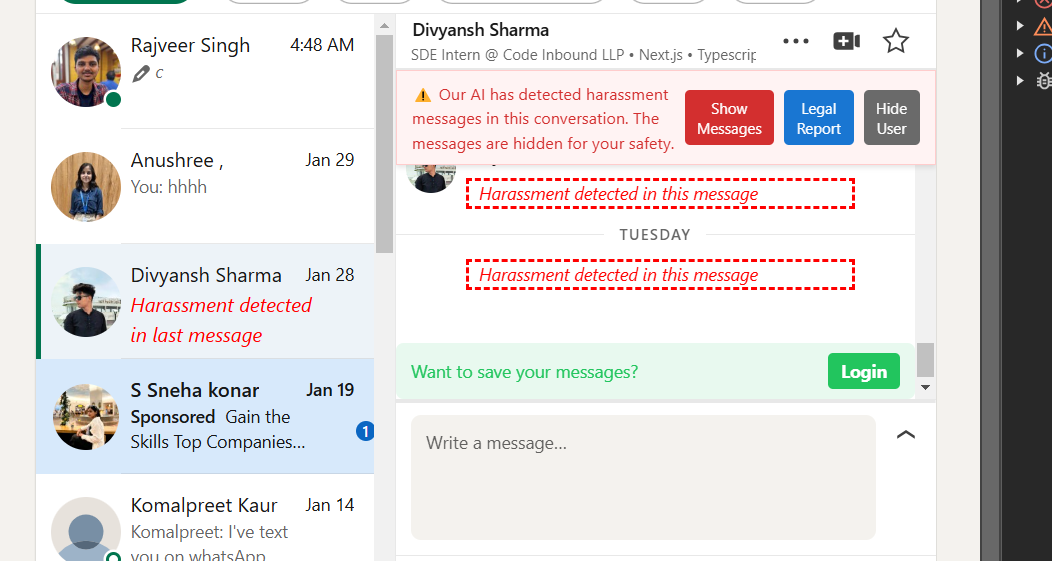 Rajveer Singh 4:48 AM
c
Anushree , Jan 29
You: hhhh
Divyansh Sharma Jan 28
Harassment detected
in last message
S Sneha konar Jan 19
Sponsored Gain the
Skills Top Companies...
1
Komalpreet Kaur Jan 14
Komalpreet: I've text
you on whatsApp
Divyansh Sharma
SDE Intern @ Code Inbound LLP • Next.js • Typescrip
Our AI has detected harassment
messages in this conversation. The
messages are hidden for your safety.
Show
Messages
Legal
Report
Hide
User
Harassment detected in this message
TUESDAY
Harassment detected in this message
Want to save your messages?
Login
Write a message...